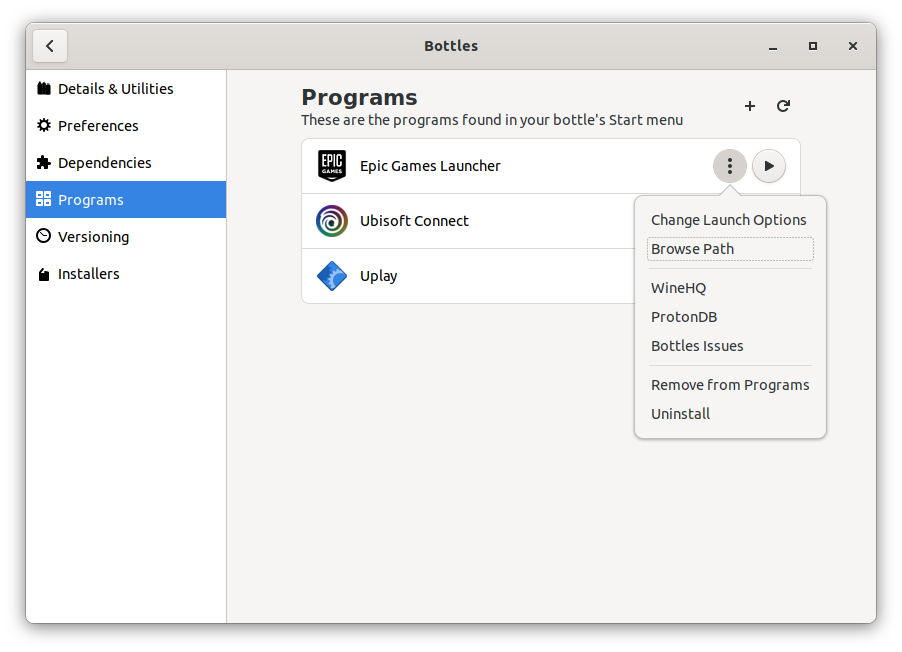 Bottles
Details & Utilities
Preferences
Dependencies
Programs
Versioning
Installers
Programs
These are the programs found in your bottle's Start menu
EPIC
GAMES
Epic Games Launcher
Ubisoft Connect
Uplay
Change Launch Options
Browse Path
WineHQ
ProtonDB
Bottles Issues
Remove from Programs
Uninstall